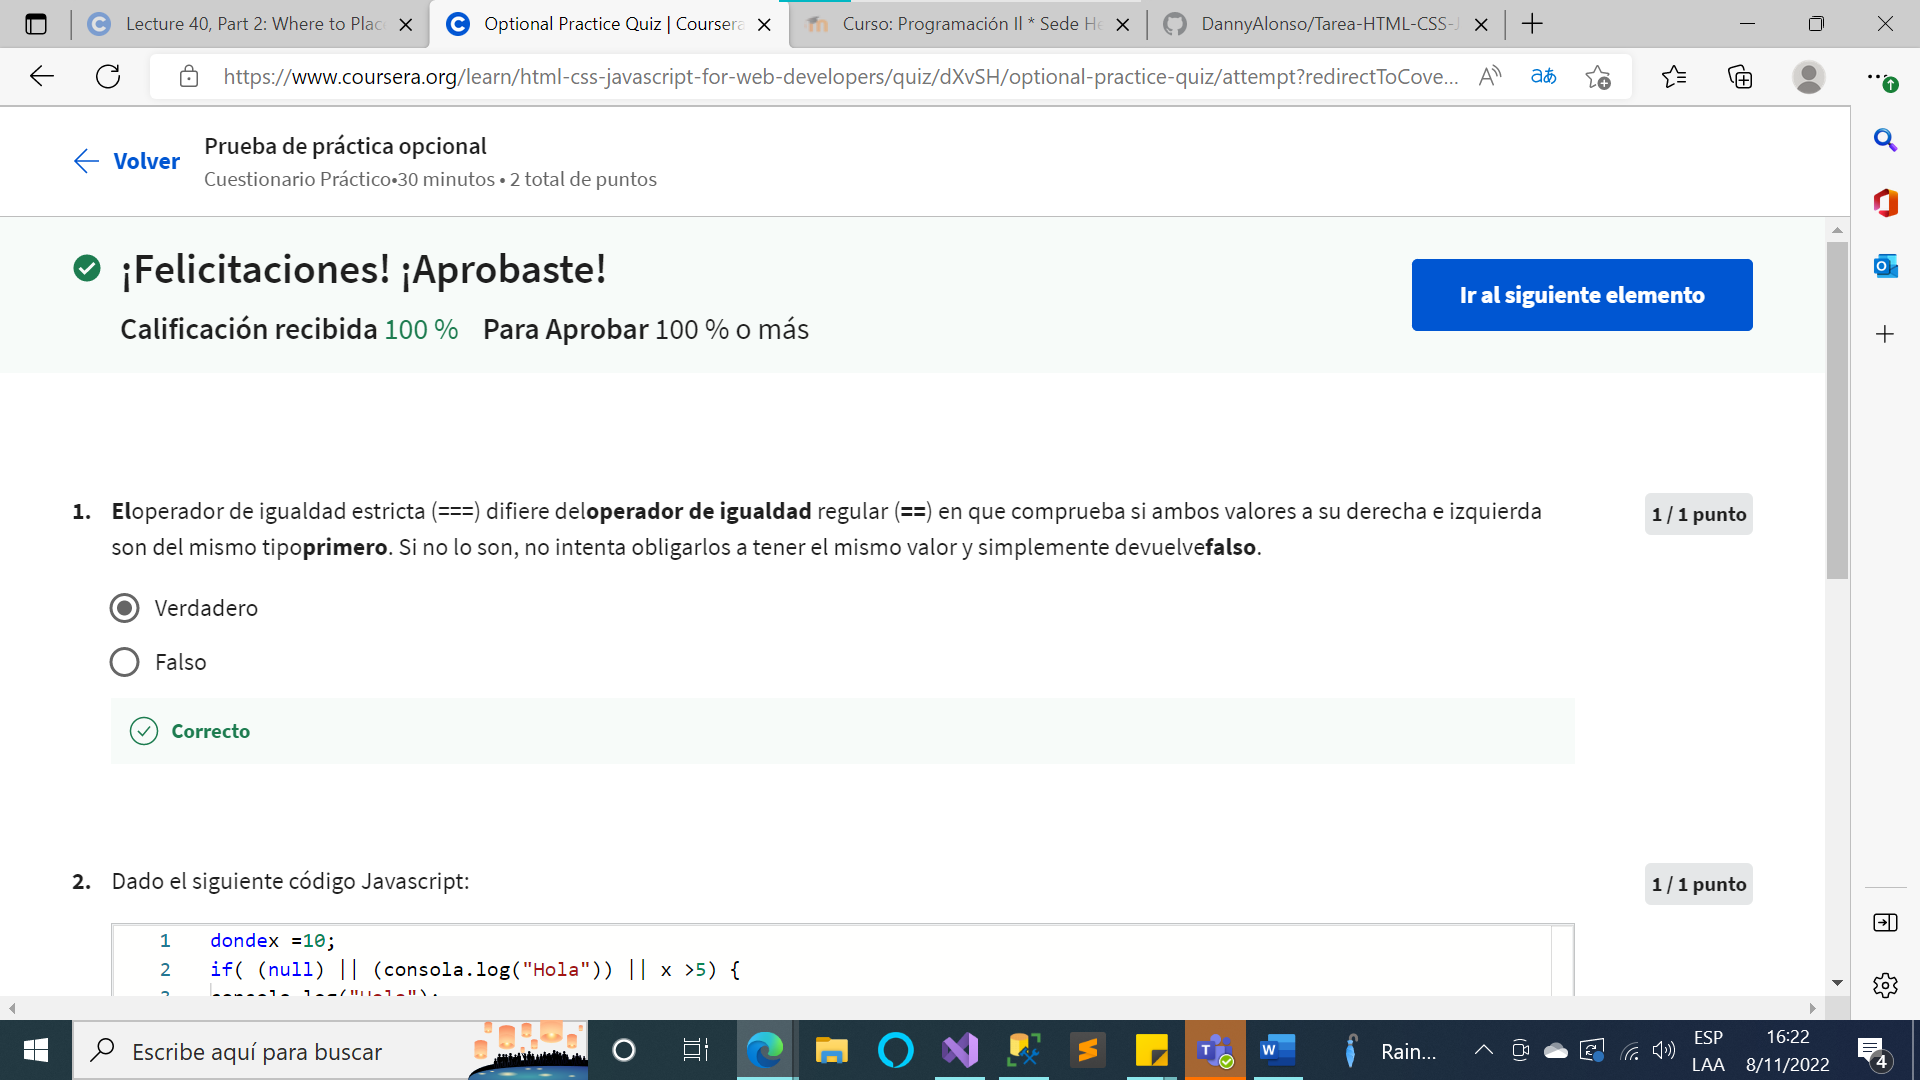 Lecture 40, Part 2: Where to Plac
Optional Practice Quiz | Coursera
Curso: Programación II * Sede He
DannyAlonso/Tarea-HTML-CSS-J
https://www.coursera.org/learn/html-css-javascript-for-web-developers/quiz/dXvSH/optional-practice-quiz/attempt?redirectToCove...
Volver
Prueba de práctica opcional
Cuestionario Práctico•30 minutos • 2 total de puntos
¡Felicitaciones! ¡Aprobaste!
Calificación recibida 100 % Para Aprobar 100 % o más
Ir al siguiente elemento
1. Eloperador de igualdad estricta (===) difiere deloperador de igualdad regular (==) en que comprueba si ambos valores a su derecha e izquierda
son del mismo tipoprimero. Si no lo son, no intenta obligarlos a tener el mismo valor y simplemente devuelvefalso.
1 / 1 punto
Verdadero
Falso
Correcto
2. Dado el siguiente código Javascript:
1 / 1 punto
1 dondex =10;
2 if( (null) || (consola.log("Hola")) || x >5) {
console.log("Hola");
Escribe aquí para buscar
Rain...
ESP
LAA
16:22
8/11/2022
4